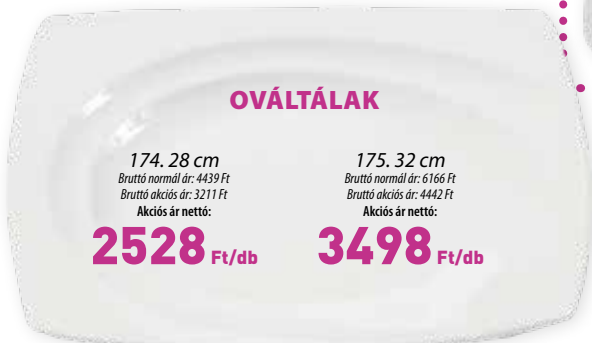 OVÁLTÁLAK
174. 28 cm
Bruttó normál ár: 4439 Ft
Bruttó akciós ár: 3211 Ft
Akciós ár nettó:
2528 Ft/db
175. 32 cm
Bruttó normál ár: 6166 Ft
Bruttó akciós ár: 4442 Ft
Akciós ár nettó:
3498 Ft/db